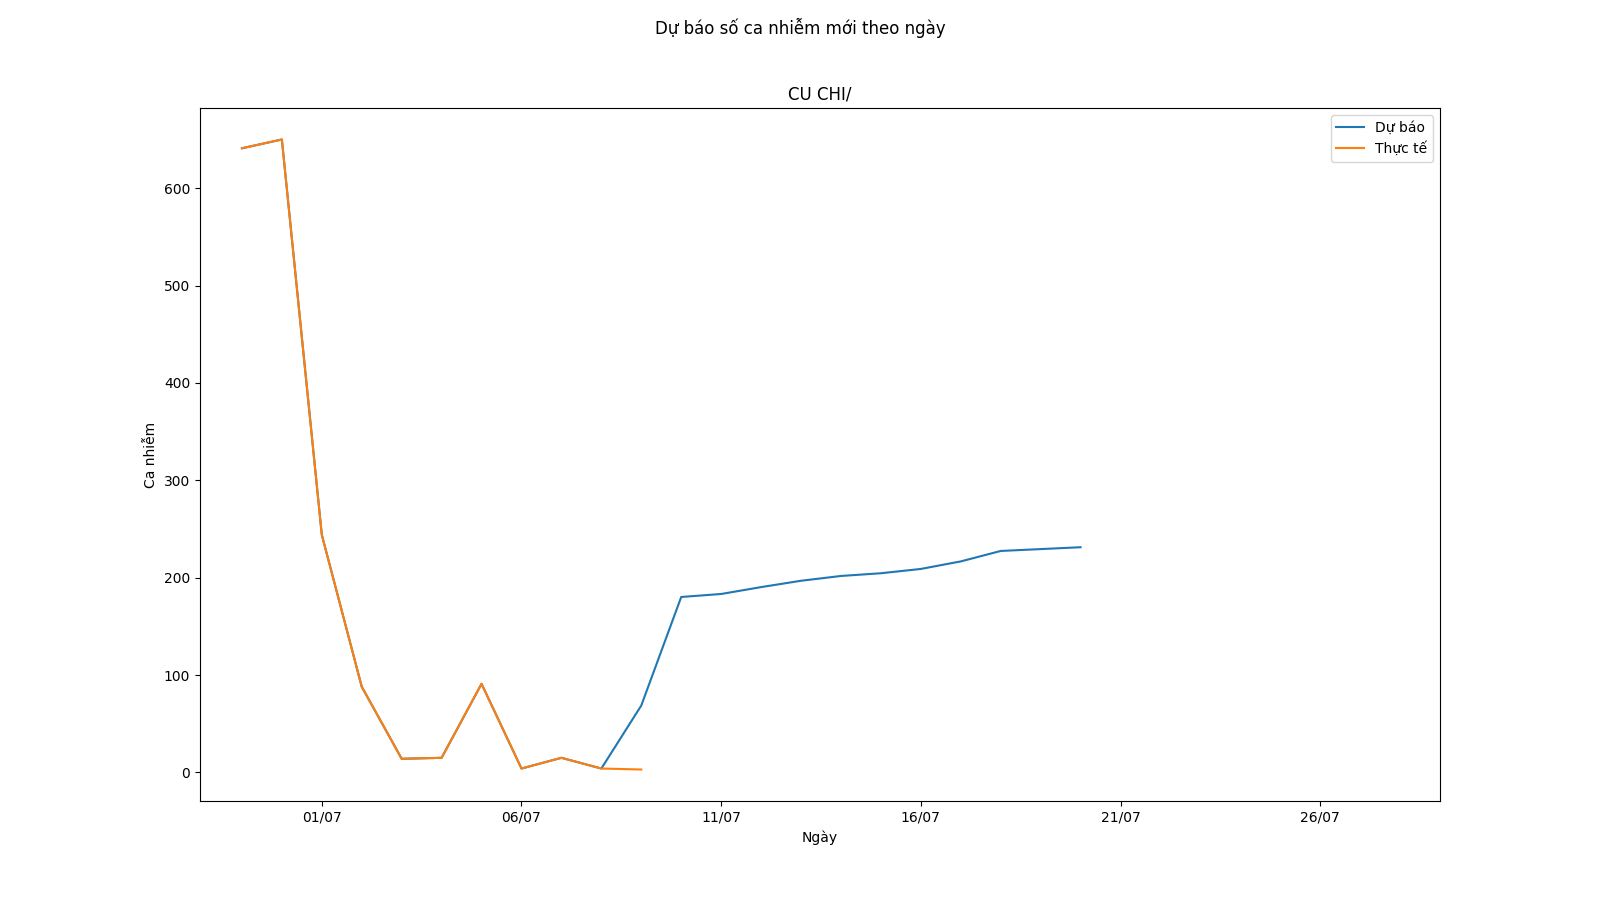 Dự báo số ca nhiễm mới theo ngày
CU CHI/
Dự báo
Thực tế
600
500
400
300
200
100
0
Ca nhiễm
01/07
06/07
11/07
16/07
21/07
26/07
Ngày